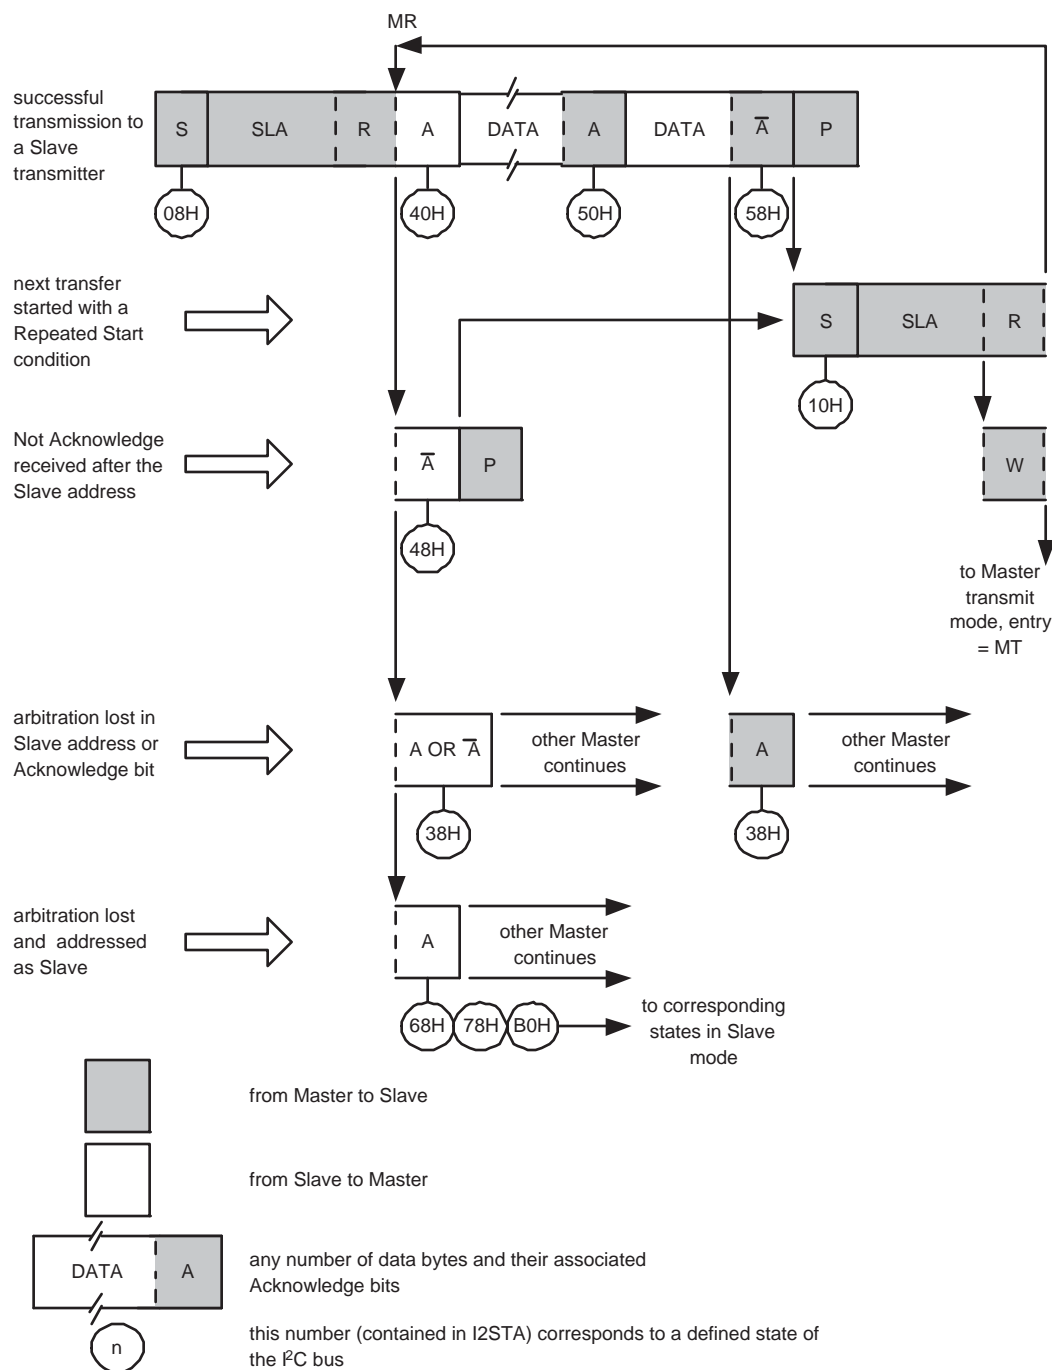 MR
successful
transmission to
a Slave
transmitter
S SLA R A DATA A DATA A̅ P
08H 40H 50H 58H
next transfer
started with a
Repeated Start
condition
S SLA R
10H
Not Acknowledge
received after the
Slave address
A̅ P
W
48H
to Master
transmit
mode, entry
= MT
arbitration lost in
Slave address or
Acknowledge bit
A OR A̅
other Master
continues
A
other Master
continues
38H 38H
arbitration lost
and addressed
as Slave
A
other Master
continues
68H 78H B0H
to corresponding
states in Slave
mode
from Master to Slave
from Slave to Master
DATA A
any number of data bytes and their associated
Acknowledge bits
n
this number (contained in I2STA) corresponds to a defined state of
the I²C bus